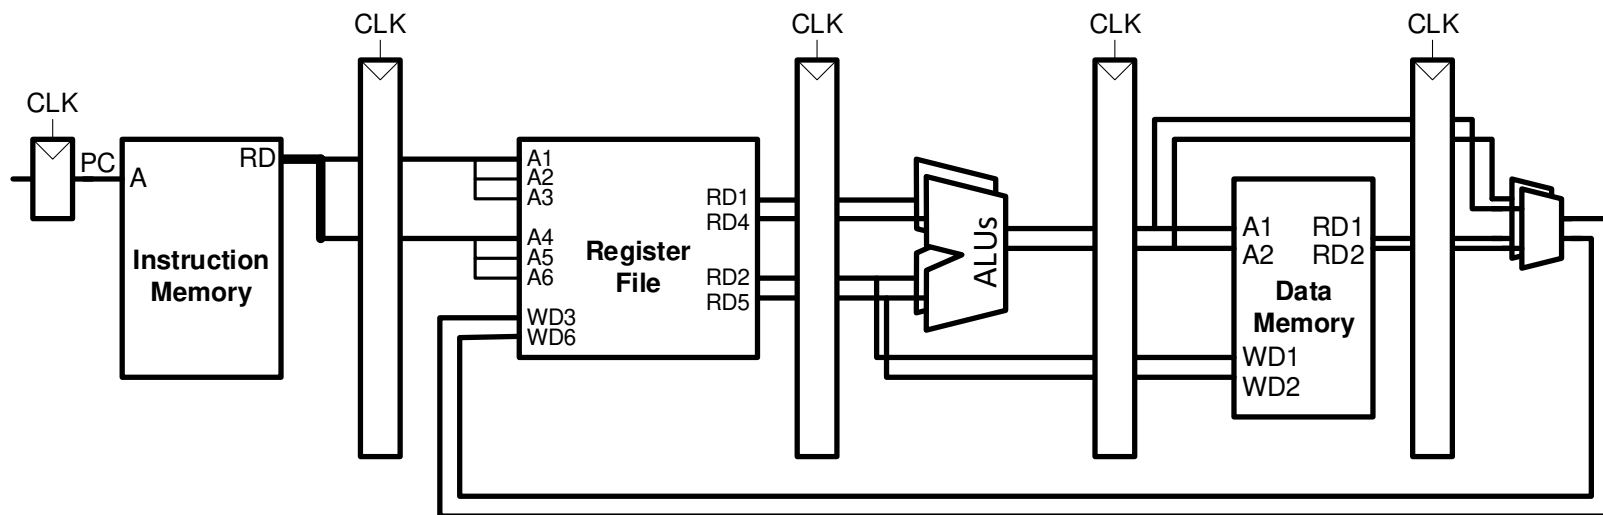 CLK
CLK
CLK
CLK
CLK
PC
A
RD
Instruction
Memory
A1
A2
A3
A4
A5
A6
WD3
WD6
Register
File
RD1
RD4
RD2
RD5
ALUs
A1
A2
RD1
RD2
Data
Memory
WD1
WD2